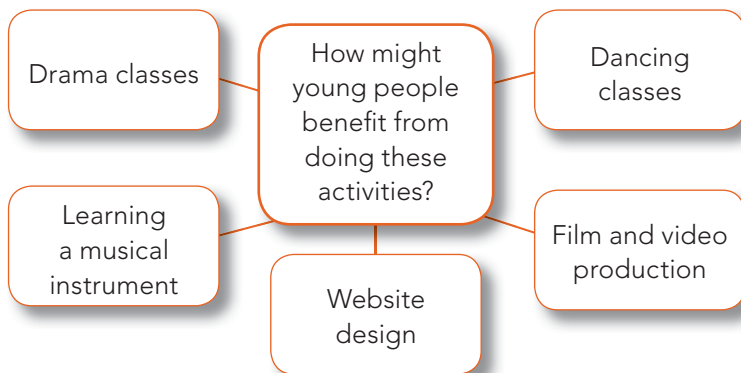 Drama classes
How might
young people
benefit from
doing these
activities?
Dancing
classes
Learning
a musical
instrument
Website
design
Film and video
production